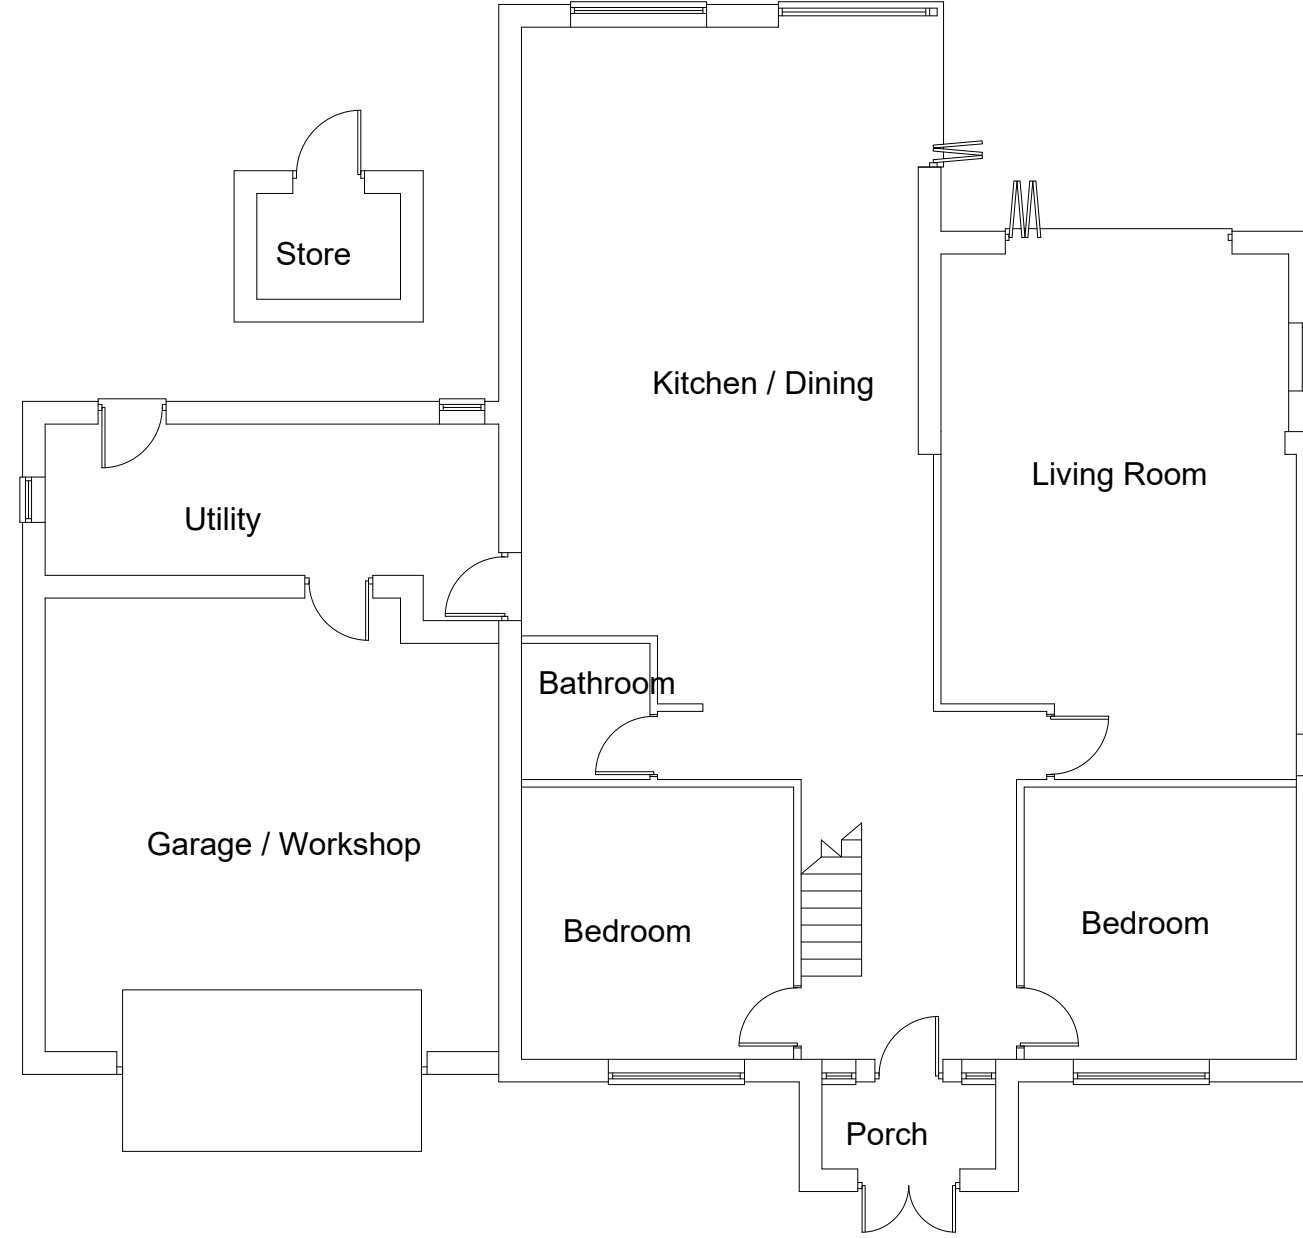 Store
Kitchen / Dining
Living Room
Utility
Bathroom
Garage / Workshop
Bedroom
Bedroom
Porch